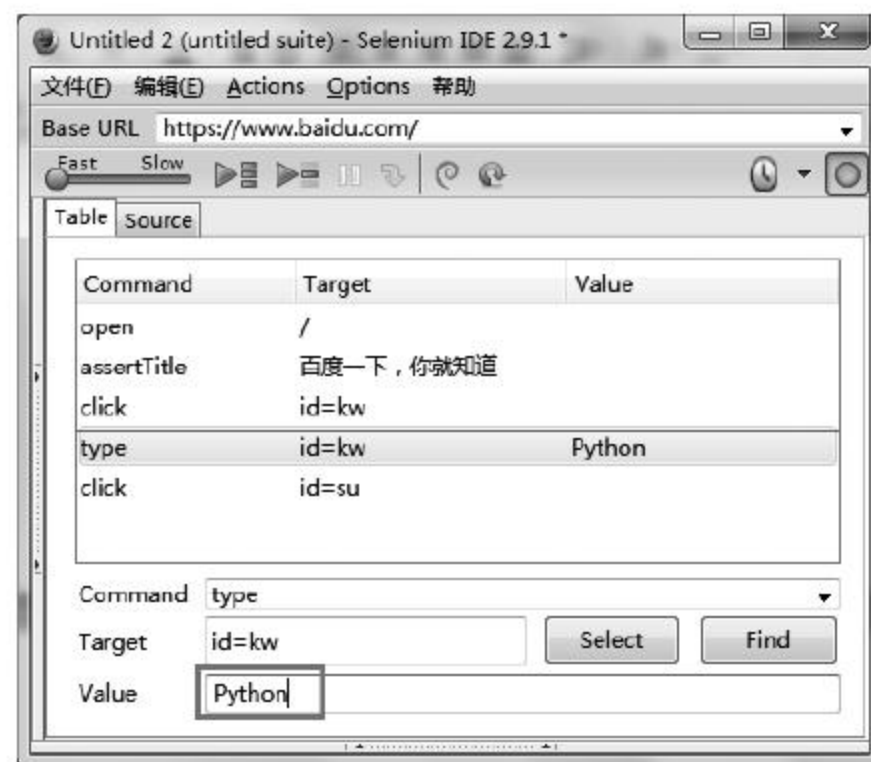 Untitled 2 (untitled suite) - Selenium IDE 2.9.1 *
文件(F) 编辑(E) Actions Options 帮助
Base URL https://www.baidu.com/
Fast Slow
Table Source
Command Target Value
open /
assertTitle 百度一下，你就知道
click id=kw
type id=kw Python
click id=su
Command type
Target id=kw Select Find
Value Python